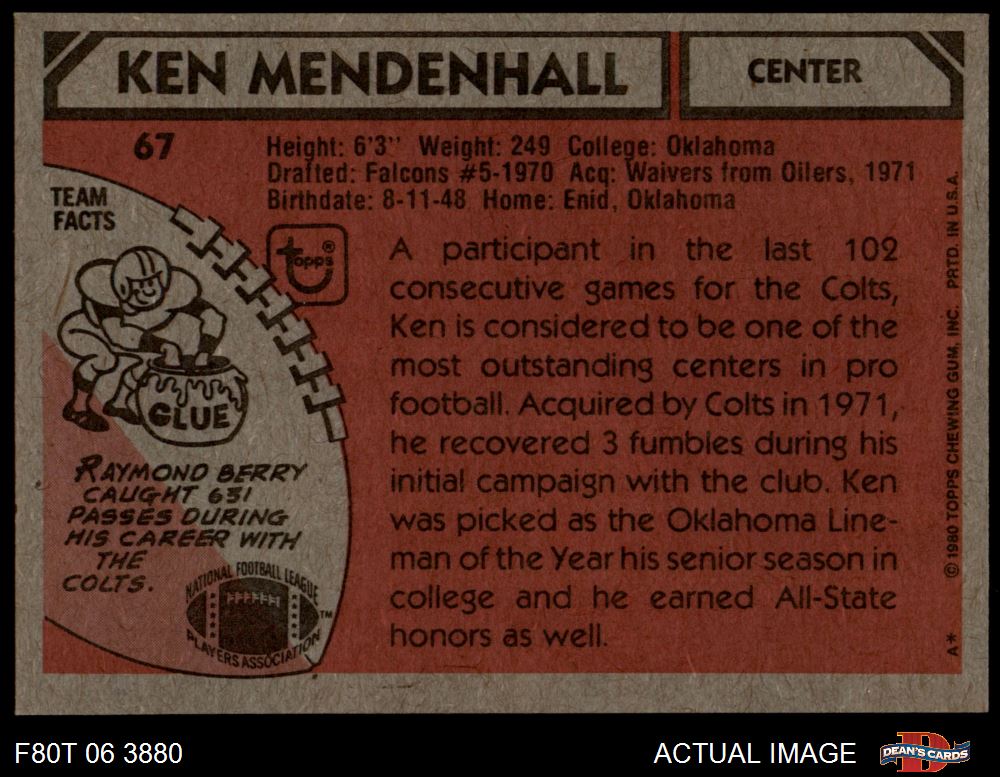 KEN MENDENHALL
CENTER
67
Height: 6'3" Weight: 249 College: Oklahoma
Drafted: Falcons #5-1970 Acq: Waivers from Oilers, 1971
Birthdate: 8-11-48 Home: Enid, Oklahoma
TEAM
FACTS
topps®
GLUE
RAYMOND BERRY
CAUGHT 631
PASSES DURING
HIS CAREER WITH
THE
COLTS.
NATIONAL FOOTBALL LEAGUE
PLAYERS ASSOCIATION
™
A participant in the last 102
consecutive games for the Colts,
Ken is considered to be one of the
most outstanding centers in pro
football. Acquired by Colts in 1971,
he recovered 3 fumbles during his
initial campaign with the club. Ken
was picked as the Oklahoma Line-
man of the Year his senior season in
college and he earned All-State
honors as well.
A* © 1980 TOPPS CHEWING GUM, INC. PRTD. IN U.S.A.
F80T 06 3880
ACTUAL IMAGE
DEAN'S CARDS